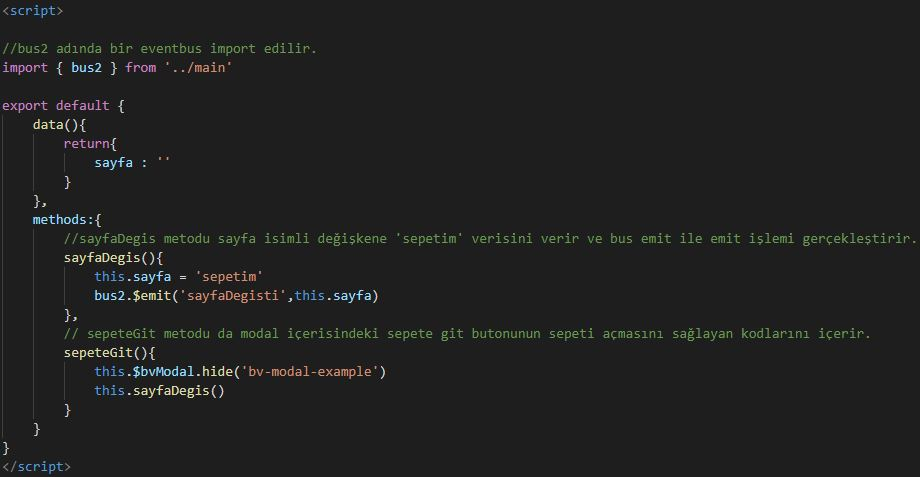 <script>
//bus2 adında bir eventbus import edilir.
import { bus2 } from '../main'
export default {
data(){
return{
sayfa : ''
}
},
methods:{
//sayfaDegis metodu sayfa isimli değişkene 'sepetim' verisini verir ve bus emit ile emit işlemi gerçekleştirir.
sayfaDegis(){
this.sayfa = 'sepetim'
bus2.$emit('sayfaDegisti',this.sayfa)
},
// sepeteGit metodu da modal içerisindeki sepete git butonunun sepeti açmasını sağlayan kodlarını içerir.
sepeteGit(){
this.$bvModal.hide('bv-modal-example')
this.sayfaDegis()
}
}
}
</script>